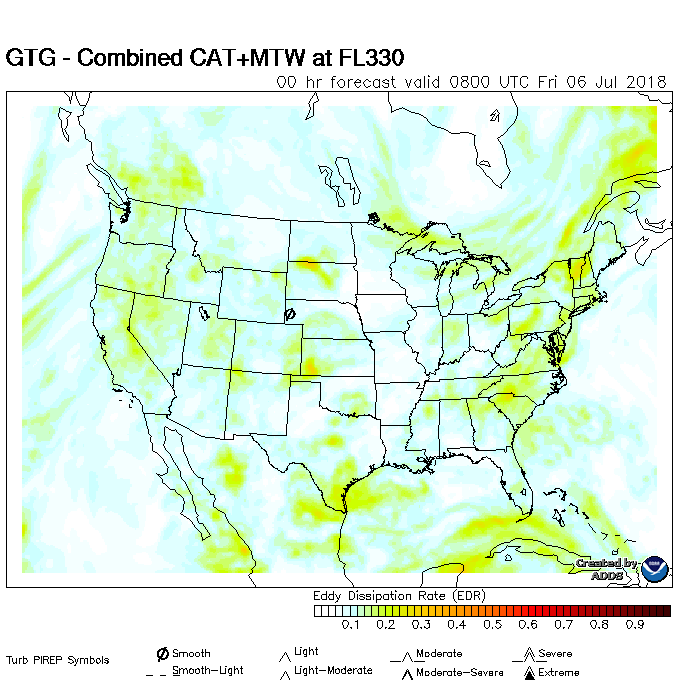 GTG - Combined CAT+MTW at FL330
00 hr forecast valid 0800 UTC Fri 06 Jul 2018
Created by
ADDS
NOAA
Eddy Dissipation Rate (EDR)
0.1 0.2 0.3 0.4 0.5 0.6 0.7 0.8 0.9
Turb PIREP Symbols
Smooth Light Moderate Severe
Smooth-Light Light-Moderate Moderate-Severe Extreme